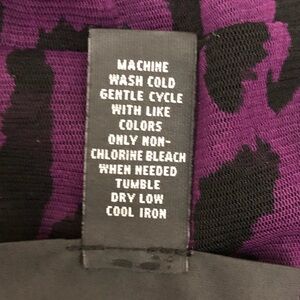 MACHINE
WASH COLD
GENTLE CYCLE
WITH LIKE
COLORS
ONLY NON-
CHLORINE BLEACH
WHEN NEEDED
TUMBLE
DRY LOW
COOL IRON